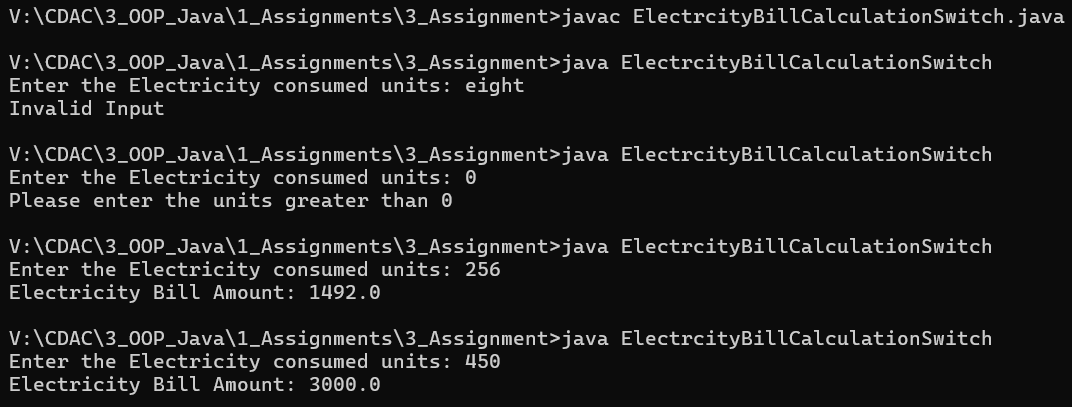 V:\CDAC\3_OOP_Java\1_Assignments\3_Assignment>javac ElectrcityBillCalculationSwitch.java
V:\CDAC\3_OOP_Java\1_Assignments\3_Assignment>java ElectrcityBillCalculationSwitch
Enter the Electricity consumed units: eight
Invalid Input
V:\CDAC\3_OOP_Java\1_Assignments\3_Assignment>java ElectrcityBillCalculationSwitch
Enter the Electricity consumed units: 0
Please enter the units greater than 0
V:\CDAC\3_OOP_Java\1_Assignments\3_Assignment>java ElectrcityBillCalculationSwitch
Enter the Electricity consumed units: 256
Electricity Bill Amount: 1492.0
V:\CDAC\3_OOP_Java\1_Assignments\3_Assignment>java ElectrcityBillCalculationSwitch
Enter the Electricity consumed units: 450
Electricity Bill Amount: 3000.0